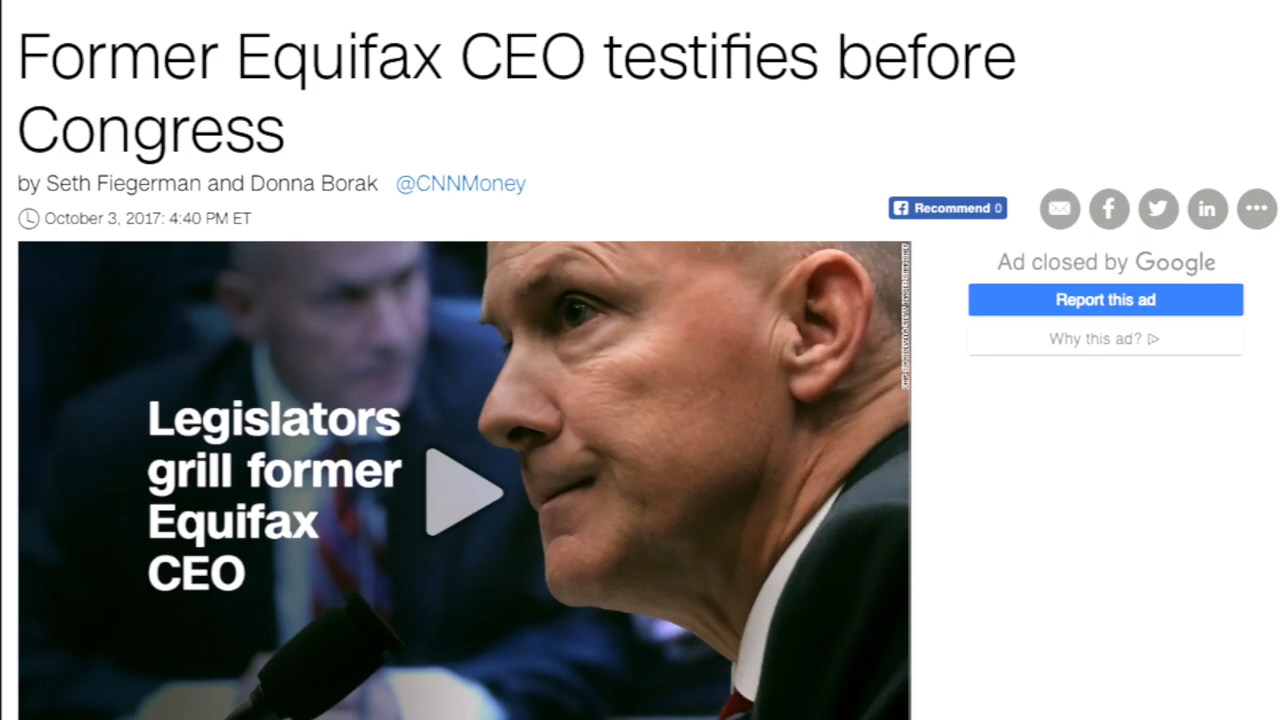 Former Equifax CEO testifies before
Congress
by Seth Fiegerman and Donna Borak @CNNMoney
October 3, 2017: 4:40 PM ET
Recommend 0
Ad closed by Google
Report this ad
Why this ad?
Legislators
grill former
Equifax
CEO